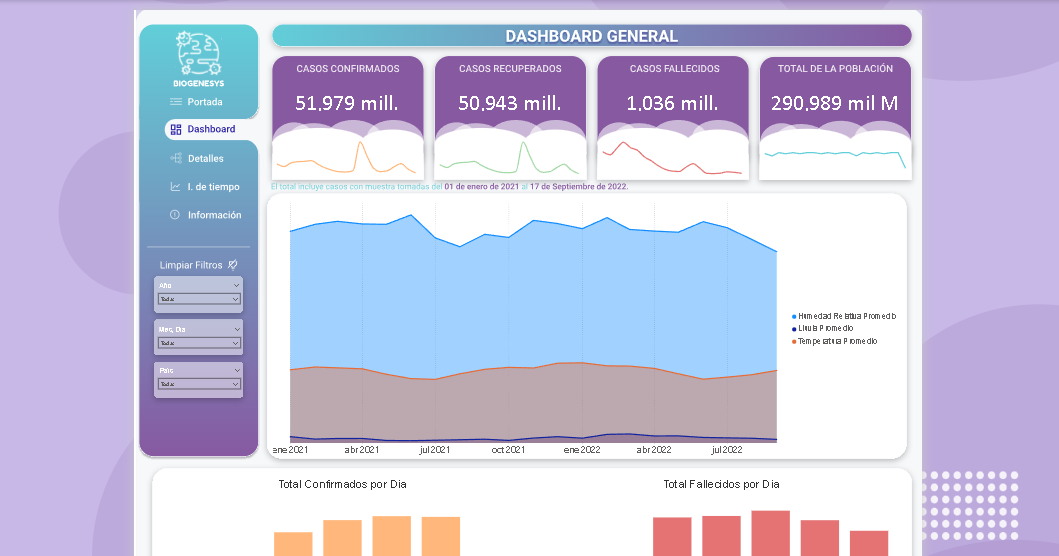 DASHBOARD GENERAL
BIOGENESYS
Portada
Dashboard
Detalles
I. de tiempo
Información
Limpiar Filtros
Año
Todas
Mes, Dia
Todas
País
Todas
CASOS CONFIRMADOS
51.979 mill.
CASOS RECUPERADOS
50.943 mill.
CASOS FALLECIDOS
1.036 mill.
TOTAL DE LA POBLACIÓN
290.989 mil M
El total incluye casos con muestra tomadas del 01 de enero de 2021 al 17 de Septiembre de 2022.
Humedad Relativa Promedio
Lluvia Promedio
Temperatura Promedio
ene 2021
abr 2021
jul 2021
oct 2021
ene 2022
abr 2022
jul 2022
Total Confirmados por Dia
Total Fallecidos por Dia